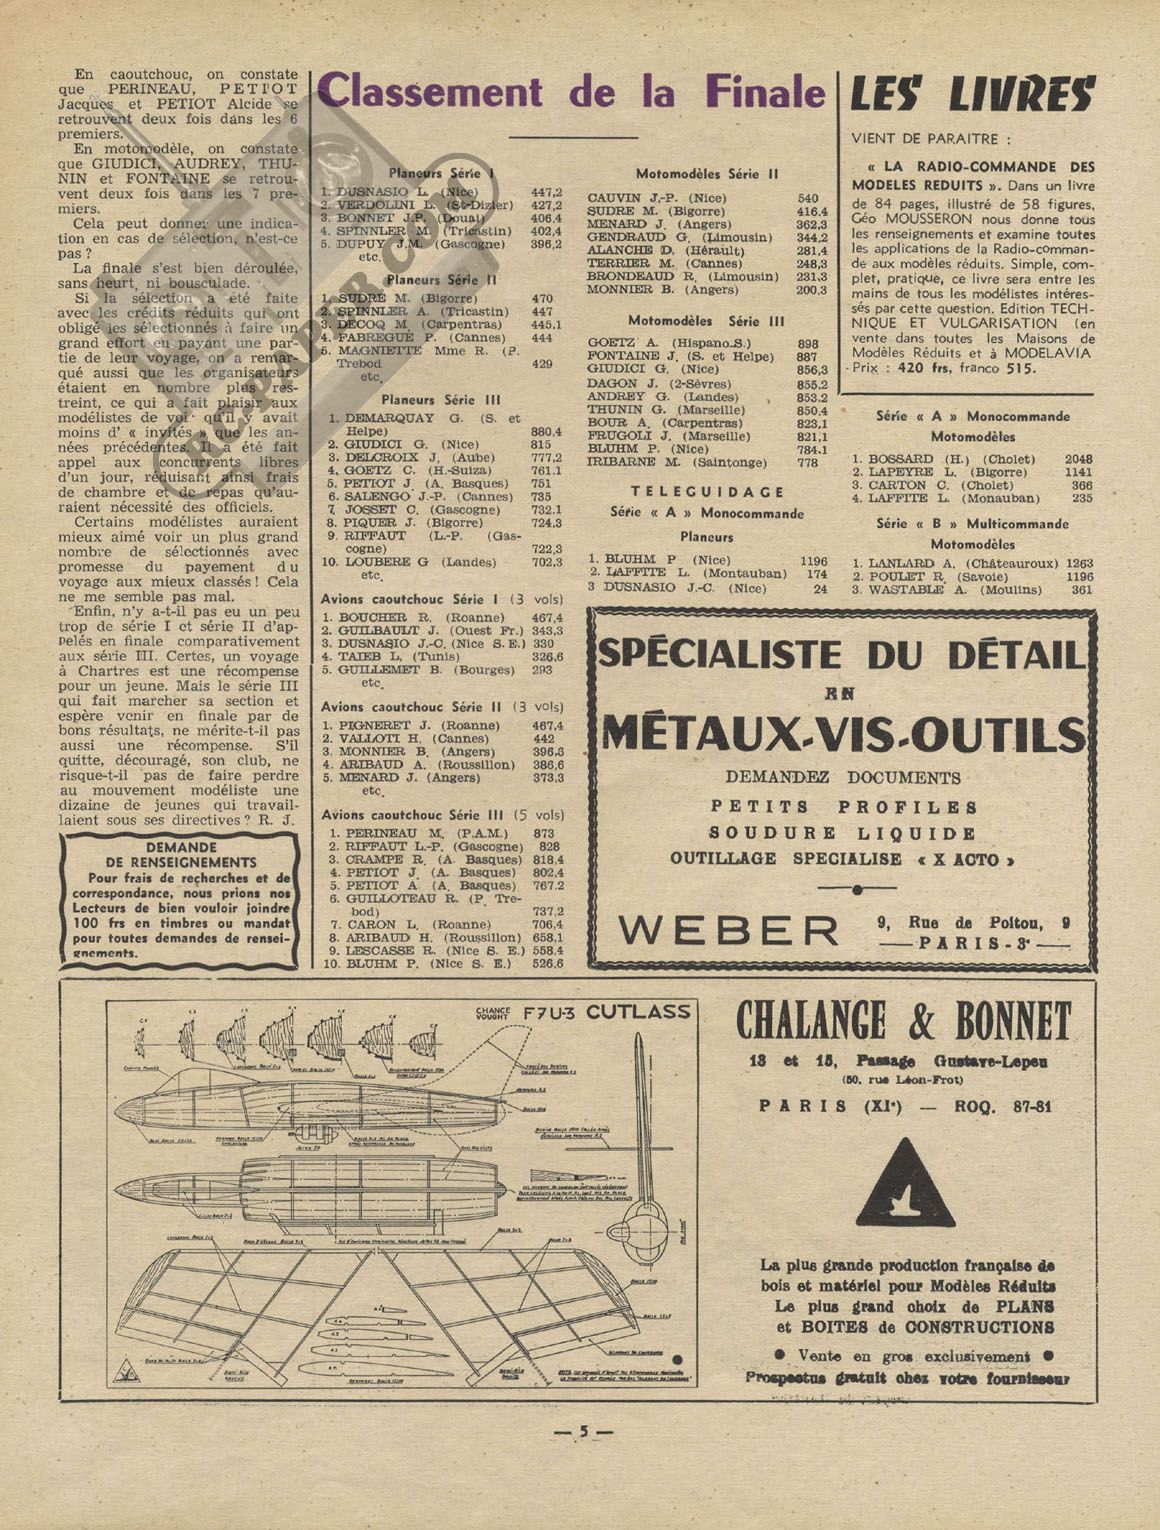 En caoutchouc, on constate
que PERINEAU, PETIOT
Jacques et PETIOT Alcide se
retrouvent deux fois dans les 6
premiers.
En motomodèle, on constate
que GIUDICI, AUDREY, THU-
NIN et FONTAINE se retrou-
vent deux fois dans les 7 pre-
miers.
Cela peut donner une indica-
tion en cas de sélection, n'est-ce
pas ?
La finale s'est bien déroulée,
sans heurt, ni bousculade.
Si la sélection a été faite
avec les crédits réduits qui ont
obligé les sélectionnés à faire un
grand effort en payant une par-
tie de leur voyage, on a remar-
qué aussi que les organisateurs
étaient en nombre plus res-
treint, ce qui a fait plaisir aux
modélistes de voir qu'il y avait
moins d' « invités » que les an-
nées précédentes. Il a été fait
appel aux concurrents libres
d'un jour, réduisant ainsi frais
de chambre et de repas qu'au-
raient nécessité des officiels.
Certains modélistes auraient
mieux aimé voir un plus grand
nombre de sélectionnés avec
promesse du payement du
voyage aux mieux classés ! Cela
ne me semble pas mal.
Enfin, n'y a-t-il pas eu un peu
trop de série I et série II d'ap-
pelés en finale comparativement
aux série III. Certes, un voyage
à Chartres est une récompense
pour un jeune. Mais le série III
qui fait marcher sa section et
espère venir en finale par de
bons résultats, ne mérite-t-il pas
aussi une récompense. S'il
quitte, découragé, son club, ne
risque-t-il pas de faire perdre
au mouvement modéliste une
dizaine de jeunes qui travail-
laient sous ses directives ? R. J.
DEMANDE
DE RENSEIGNEMENTS
Pour frais de recherches et de
correspondance, nous prions nos
Lecteurs de bien vouloir joindre
100 frs en timbres ou mandat
pour toutes demandes de rensei-
gnements.
Classement de la Finale
Planeurs Série I
1. DUSNASIO L. (Nice) 447,2
2. VERDOLINI L. (St-Dizier) 427,2
3. BONNET J.P. (Douai) 406,4
4. SPINNLER M. (Tricastin) 402,4
5. DUPUY J.M. (Gascogne) 396,2
etc.
Planeurs Série II
1. SUDRE M. (Bigorre) 470
2. SPINNLER A. (Tricastin) 447
3. DECOQ M. (Carpentras) 445,1
4. FABREGUE P. (Cannes) 444
5. MAGNIETTE Mme R. (P.
Trebod 429
etc.
Planeurs Série III
1. DEMARQUAY G. (S. et
Helpe) 880,4
2. GIUDICI G. (Nice) 815
3. DELCROIX J. (Aube) 777,2
4. GOETZ C. (H.-Suiza) 761,1
5. PETIOT J (A. Basques) 751
6. SALENGO J.-P. (Cannes) 735
7. JOSSET C. (Gascogne) 732,1
8. PIQUER J. (Bigorre) 724,3
9. RIFFAUT (L.-P. (Gas-
cogne) 722,3
10. LOUBERE G (Landes) 702,3
etc.
Avions caoutchouc Série I (3 vols)
1. BOUCHER R. (Roanne) 467,4
2. GUILBAULT J. (Ouest Fr.) 343,3
3. DUSNASIO J.-C. (Nice S. E.) 330
4. TAIEB L. (Tunis) 326,6
5. GUILLEMET B. (Bourges) 293
etc.
Avions caoutchouc Série II (3 vols)
1. PIGNERET J. (Roanne) 467,4
2. VALLOTI H. (Cannes) 442
3. MONNIER B. (Angers) 396,6
4. ARIBAUD A. (Roussillon) 386,6
5. MENARD J. (Angers) 373,3
etc.
Avions caoutchouc Série III (5 vols)
1. PERINEAU M. (P.A.M.) 873
2. RIFFAUT L.-P. (Gascogne) 828
3. CRAMPE R. (A. Basques) 818,4
4. PETIOT J. (A. Basques) 802,4
5. PETIOT A (A. Basques) 767,2
6. GUILLOTEAU R. (P. Tre-
bod) 737,2
7. CARON L. (Roanne) 706,4
8. ARIBAUD H. (Roussillon) 658,1
9. LESCASSE R. (Nice S. E.) 558,4
10. BLUHM P. (Nice S. E.) 526,6
Motomodèles Série II
CAUVIN J.-P. (Nice) 540
SUDRE M. (Bigorre) 416,4
MENARD J. (Angers) 362,3
GENDRAUD G. (Limousin) 344,2
ALANCHE D. (Hérault) 281,4
TERRIER M. (Cannes) 248,3
BRONDEAUD R. (Limousin) 211,3
MONNIER B. (Angers) 200,3
Motomodèles Série III
GOETZ A. (Hispano.S.) 898
FONTAINE J. (S. et Helpe) 887
GIUDICI G. (Nice) 856,3
DAGON J. (2-Sèvres) 855,2
ANDREY G. (Landes) 853,2
THUNIN G. (Marseille) 850,4
BOUR A. (Carpentras) 823,1
FRUGOLI J. (Marseille) 821,1
BLUHM P. (Nice) 784,1
IRIBARNE M. (Saintonge) 778
TELEGUIDAGE
Série « A » Monocommande
Planeurs
1. BLUHM P (Nice) 1196
2. LAFFITE L. (Montauban) 174
3 DUSNASIO J.-C. (Nice) 24
LES LIVRES
VIENT DE PARAITRE :
« LA RADIO-COMMANDE DES
MODELES REDUITS ». Dans un livre
de 84 pages, illustré de 58 figures,
Géo MOUSSERON nous donne tous
les renseignements et examine toutes
les applications de la Radio-comman-
de aux modèles réduits. Simple, com-
plet, pratique, ce livre sera entre les
mains de tous les modélistes intéres-
sés par cette question. Edition TECH-
NIQUE ET VULGARISATION (en
vente dans toutes les Maisons de
Modèles Réduits et à MODELAVIA
- Prix : 420 frs, franco 515.
Série « A » Monocommande
Motomodèles
1. BOSSARD (H.) (Cholet) 2048
2. LAPEYRE L. (Bigorre) 1141
3. CARTON C. (Cholet) 366
4. LAFFITE L. (Monauban) 235
Série « B » Multicommande
Motomodèles
1. LANLARD A. (Châteauroux) 1263
2. POULET R. (Savoie) 1196
3. WASTABLE A. (Moulins) 361
SPÉCIALISTE DU DÉTAIL
EN
MÉTAUX-VIS-OUTILS
DEMANDEZ DOCUMENTS
PETITS PROFILES
SOUDURE LIQUIDE
OUTILLAGE SPECIALISE « X ACTO »
WEBER
9, Rue de Poitou, 9
PARIS-3e
CHANCE
VOUGHT F7U-3 CUTLASS
CHALANGE & BONNET
13 et 15, Passage Gustave-Lepeu
(50, rue Léon-Frot)
PARIS (XIe) — ROQ. 87-81
La plus grande production française de
bois et matériel pour Modèles Réduits
Le plus grand choix de PLANS
et BOITES de CONSTRUCTIONS
● Vente en gros exclusivement ●
Prospectus gratuit chez votre fournisseur
— 5 —
RCPAPER.COM